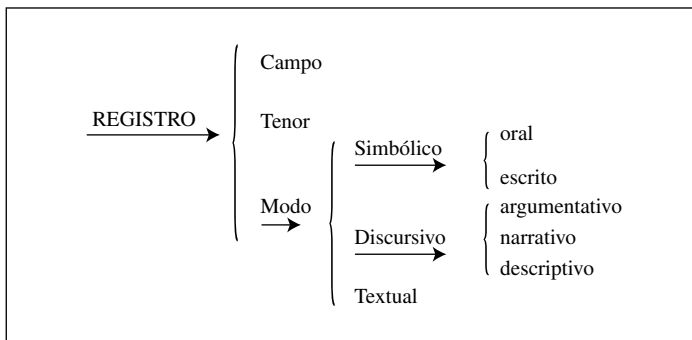 REGISTRO
Campo
Tenor
Modo
Simbólico
oral
escrito
Discursivo
argumentativo
narrativo
descriptivo
Textual